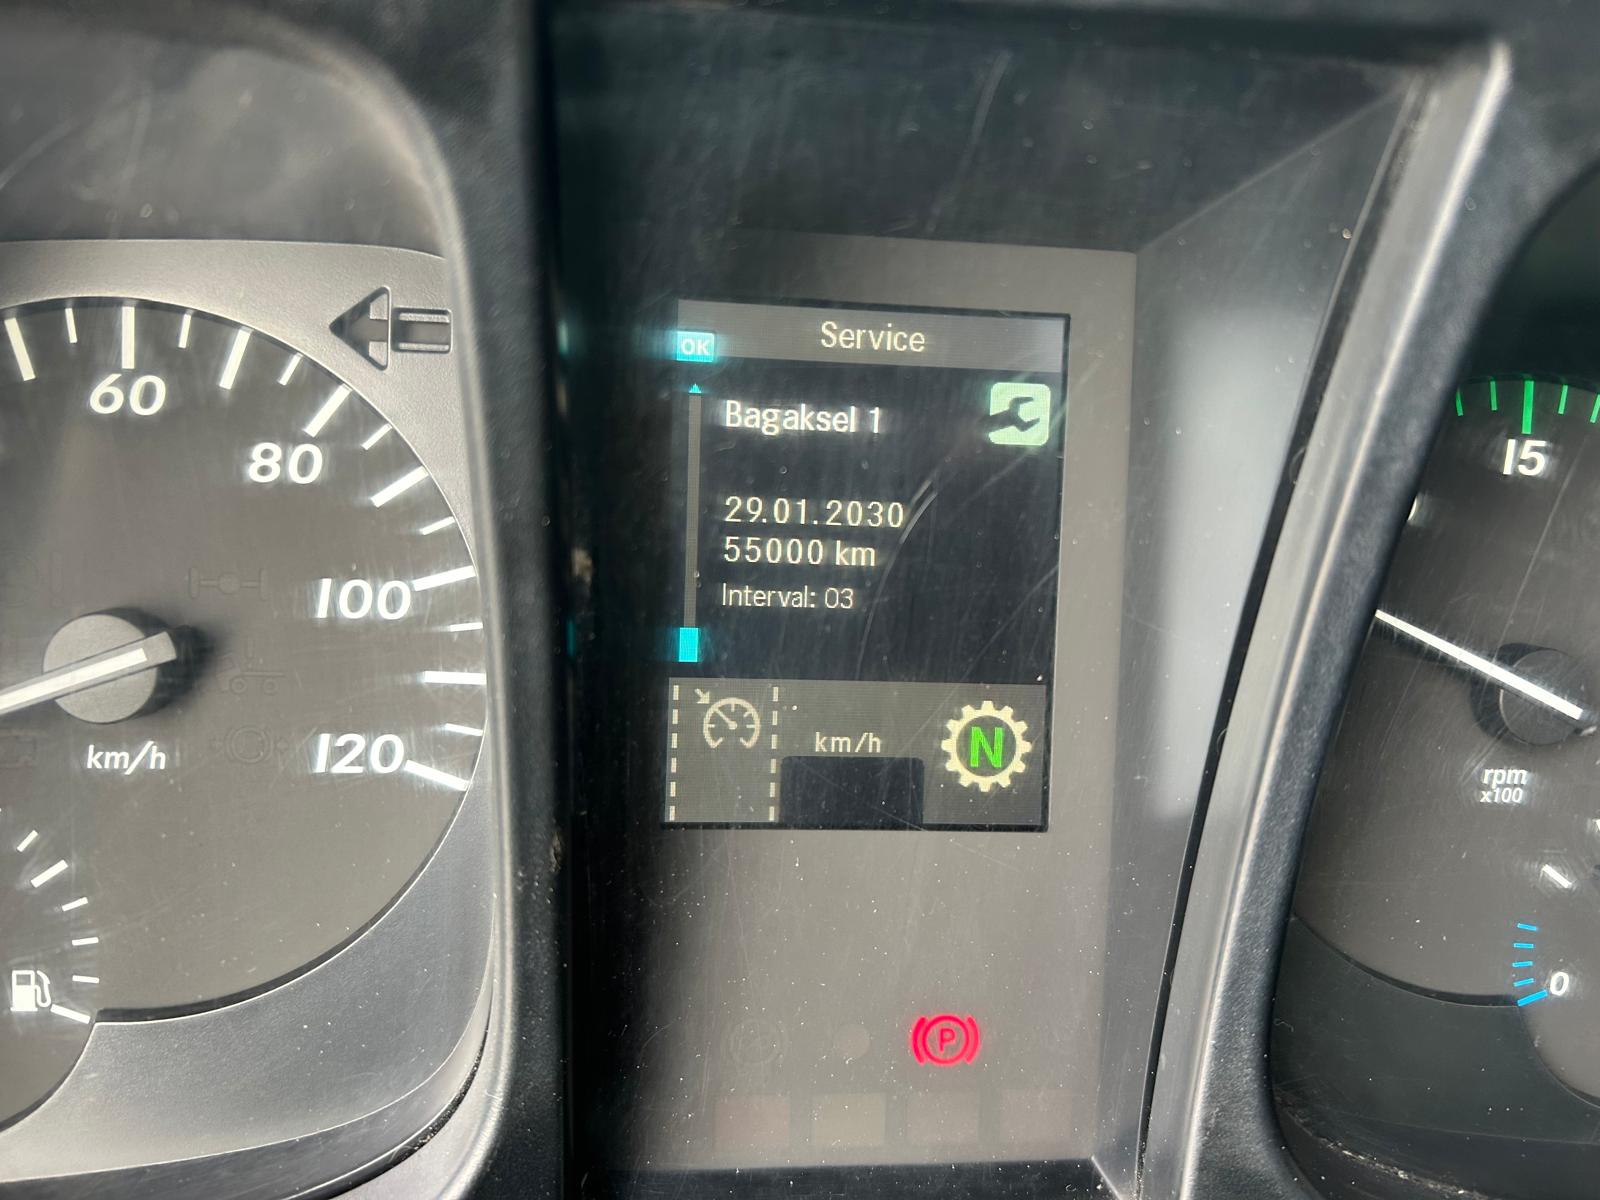 Service
OK
Bagaksel 1
29.01.2030
55000 km
Interval: 03
km/h
N
P
60
80
100
120
km/h
15
rpm
x100
0